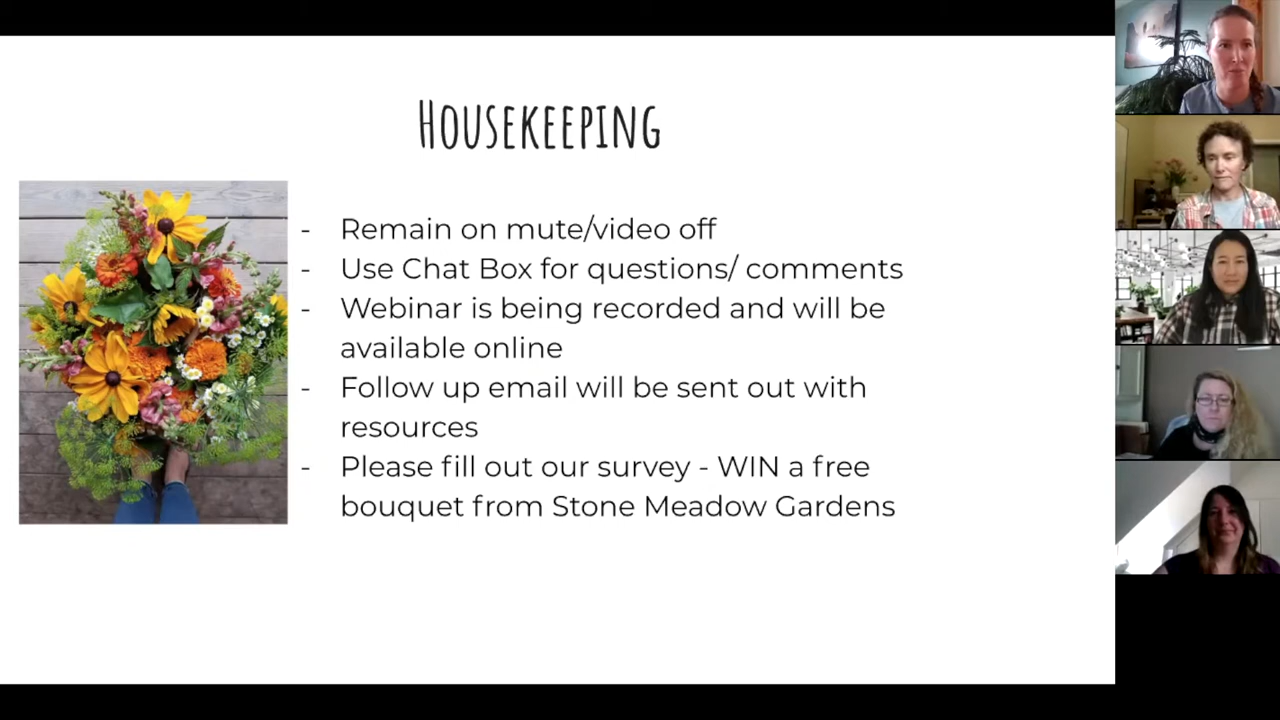 Housekeeping
- Remain on mute/video off
- Use Chat Box for questions/ comments
- Webinar is being recorded and will be
available online
- Follow up email will be sent out with
resources
- Please fill out our survey - WIN a free
bouquet from Stone Meadow Gardens